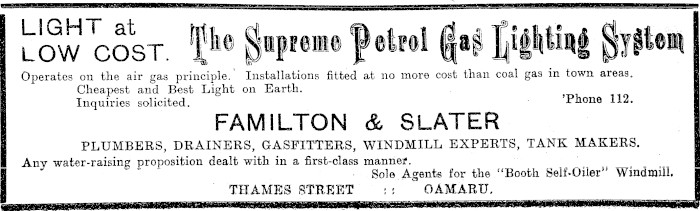 LIGHT at
LOW COST.
The Supreme Petrol Gas Lighting System
Operates on the air gas principle. Installations fitted at no more cost than coal gas in town areas.
Cheapest and Best Light on Earth.
Inquiries solicited. 'Phone 112.
FAMILTON & SLATER
PLUMBERS, DRAINERS, GASFITTERS, WINDMILL EXPERTS, TANK MAKERS.
Any water-raising proposition dealt with in a first-class manner.
Sole Agents for the "Booth Self-Oiler" Windmill.
THAMES STREET :: OAMARU.